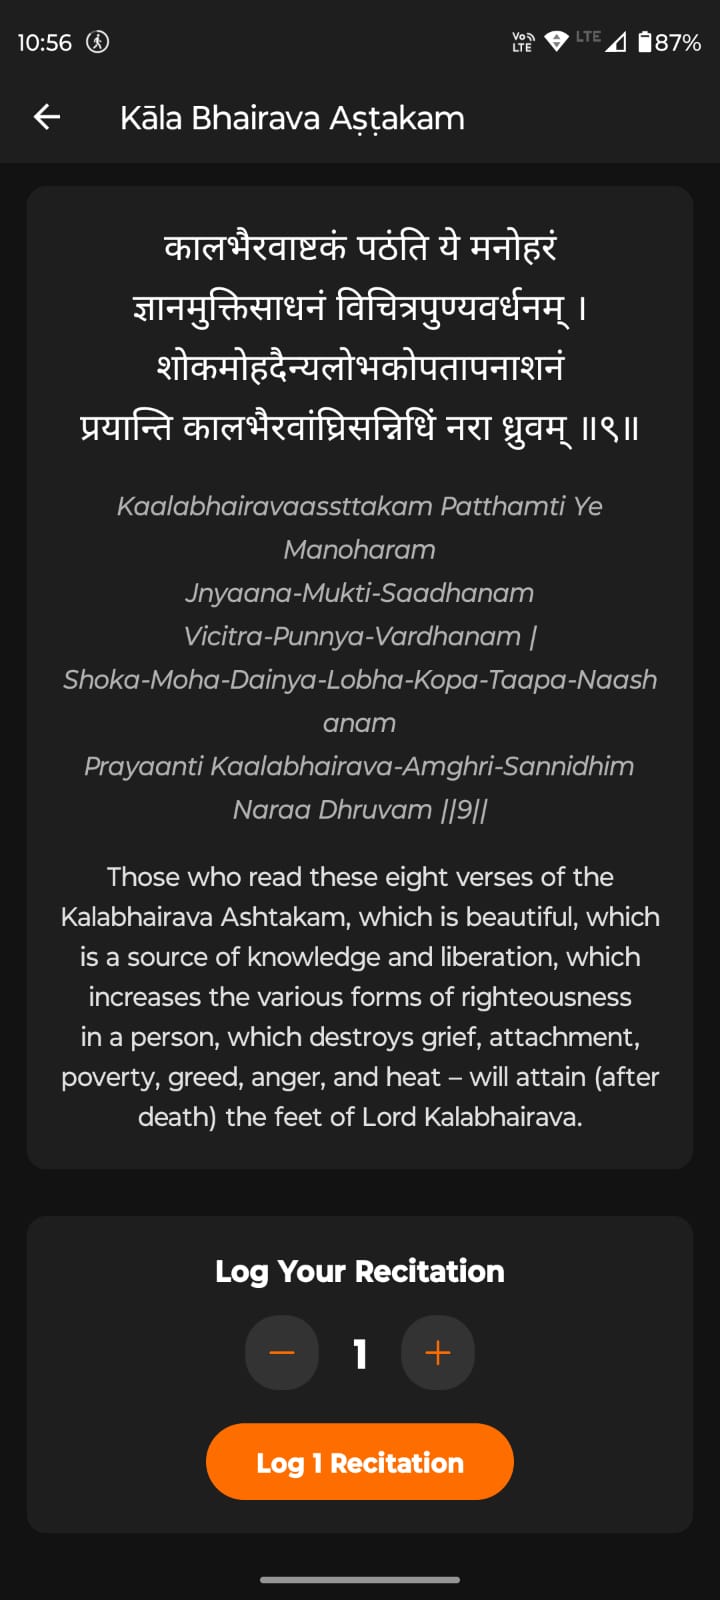 10:56
VoLTE LTE 87%
Kāla Bhairava Aṣṭakam
कालभैरवाष्टकं पठंति ये मनोहरं
ज्ञानमुक्तिसाधनं विचित्रपुण्यवर्धनम् ।
शोकमोहदैन्यलोभकोपतापनाशनं
प्रयान्ति कालभैरवांघ्रिसन्निधिं नरा ध्रुवम् ॥९॥
Kaalabhairavaassttakam Patthamti Ye
Manoharam
Jnyaana-Mukti-Saadhanam
Vicitra-Punnya-Vardhanam |
Shoka-Moha-Dainya-Lobha-Kopa-Taapa-Naash
anam
Prayaanti Kaalabhairava-Amghri-Sannidhim
Naraa Dhruvam ||9||
Those who read these eight verses of the
Kalabhairava Ashtakam, which is beautiful, which
is a source of knowledge and liberation, which
increases the various forms of righteousness
in a person, which destroys grief, attachment,
poverty, greed, anger, and heat – will attain (after
death) the feet of Lord Kalabhairava.
Log Your Recitation
− 1 +
Log 1 Recitation